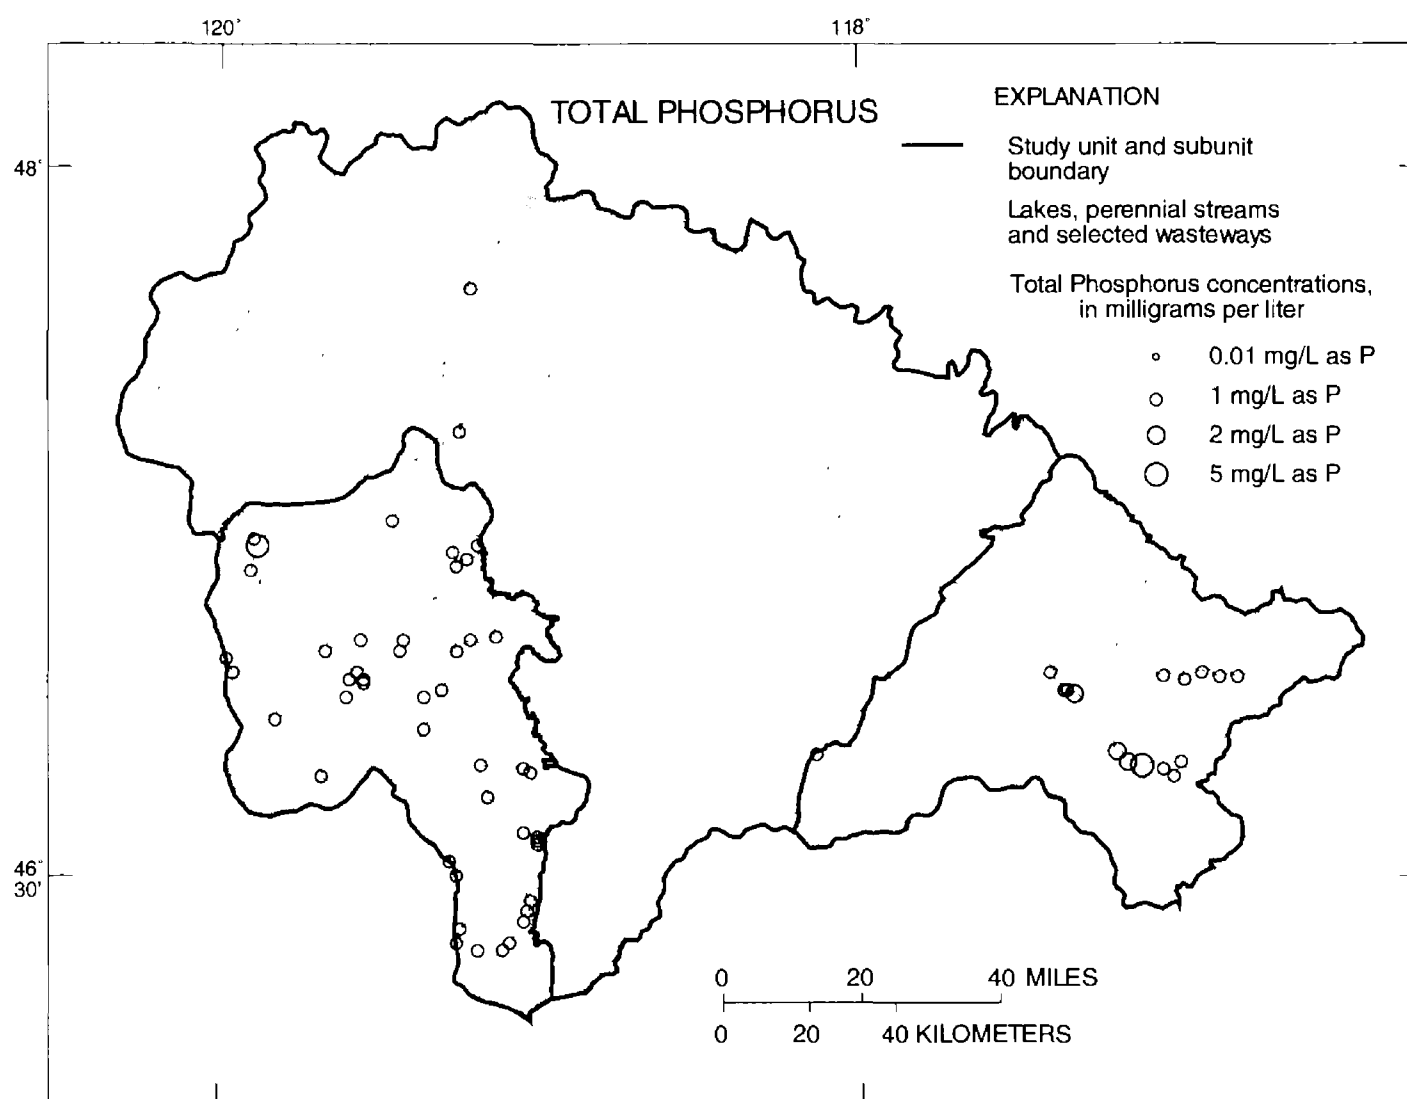 120°
118°
TOTAL PHOSPHORUS
EXPLANATION
Study unit and subunit
boundary
48°
Lakes, perennial streams
and selected wasteways
Total Phosphorus concentrations,
in milligrams per liter
0.01 mg/L as P
1 mg/L as P
2 mg/L as P
5 mg/L as P
46°
30'
0 20 40 MILES
0 20 40 KILOMETERS